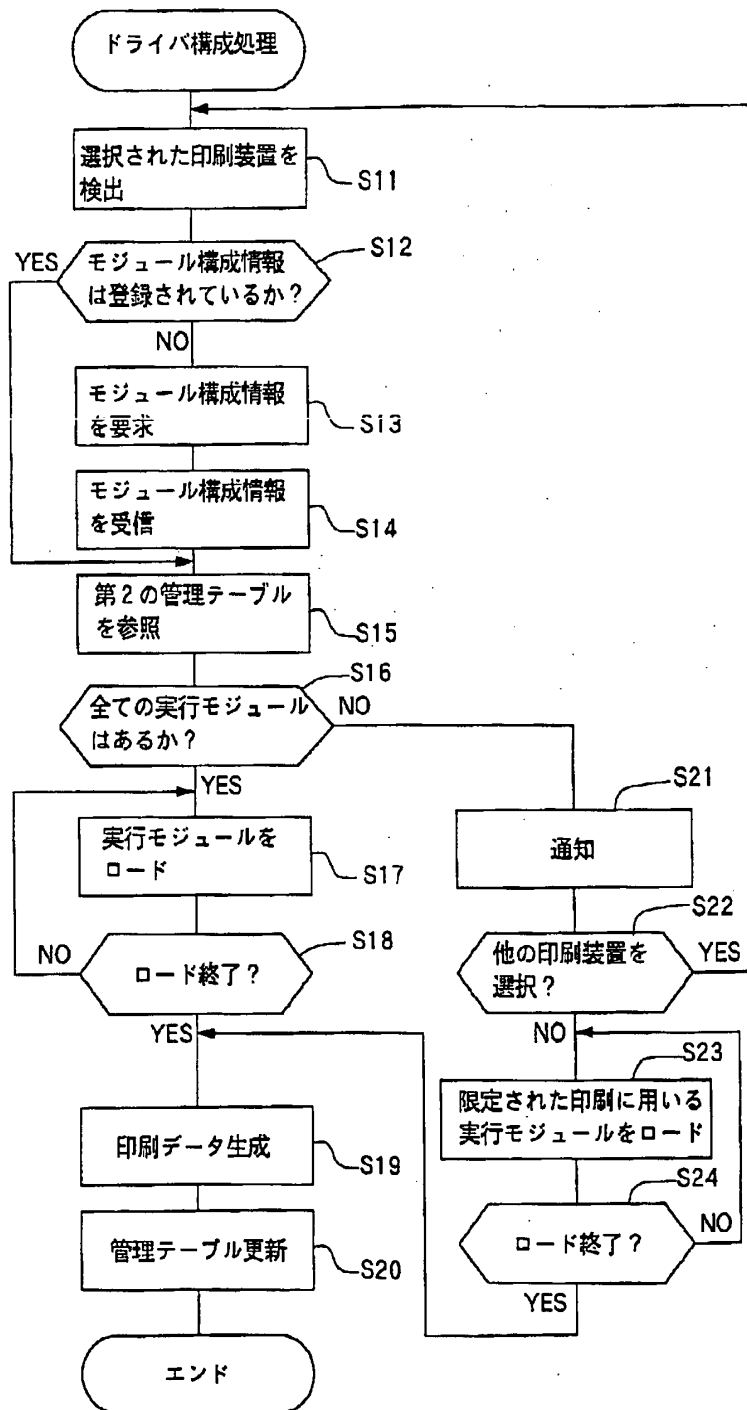 ドライバ構成処理
選択された印刷装置を
検出
S11
YES
モジュール構成情報
は登録されているか？
S12
NO
モジュール構成情報
を要求
S13
モジュール構成情報
を受信
S14
第2の管理テーブル
を参照
S15
S16
全ての実行モジュール
はあるか？
NO
YES
実行モジュールを
ロード
S17
NO
ロード終了？
S18
YES
S21
通知
S22
他の印刷装置を
選択？
YES
NO
S23
限定された印刷に用いる
実行モジュールをロード
S24
ロード終了？
NO
YES
印刷データ生成
S19
管理テーブル更新
S20
エンド